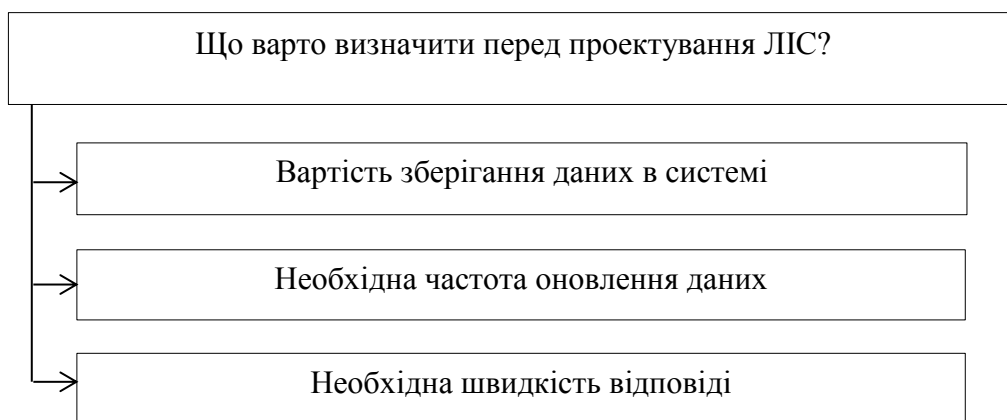 Що варто визначити перед проектування ЛІС?
Вартість зберігання даних в системі
Необхідна частота оновлення даних
Необхідна швидкість відповіді